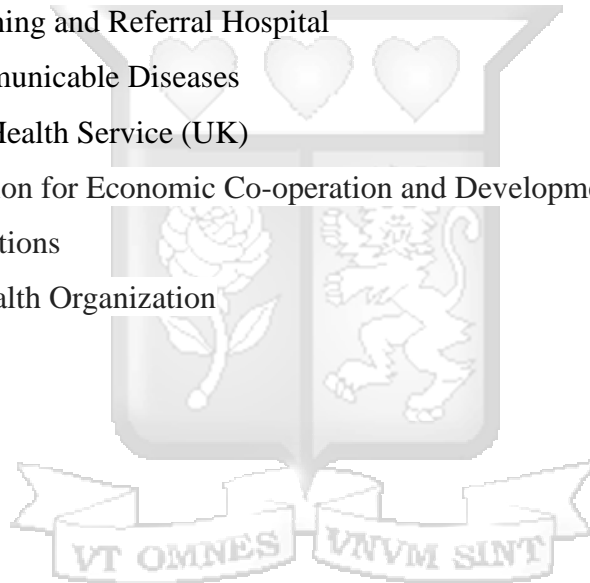 ning and Referral Hospital
municable Diseases
Health Service (UK)
on for Economic Co-operation and Developme
tions
alth Organization
VT OMNES VNVM SINT